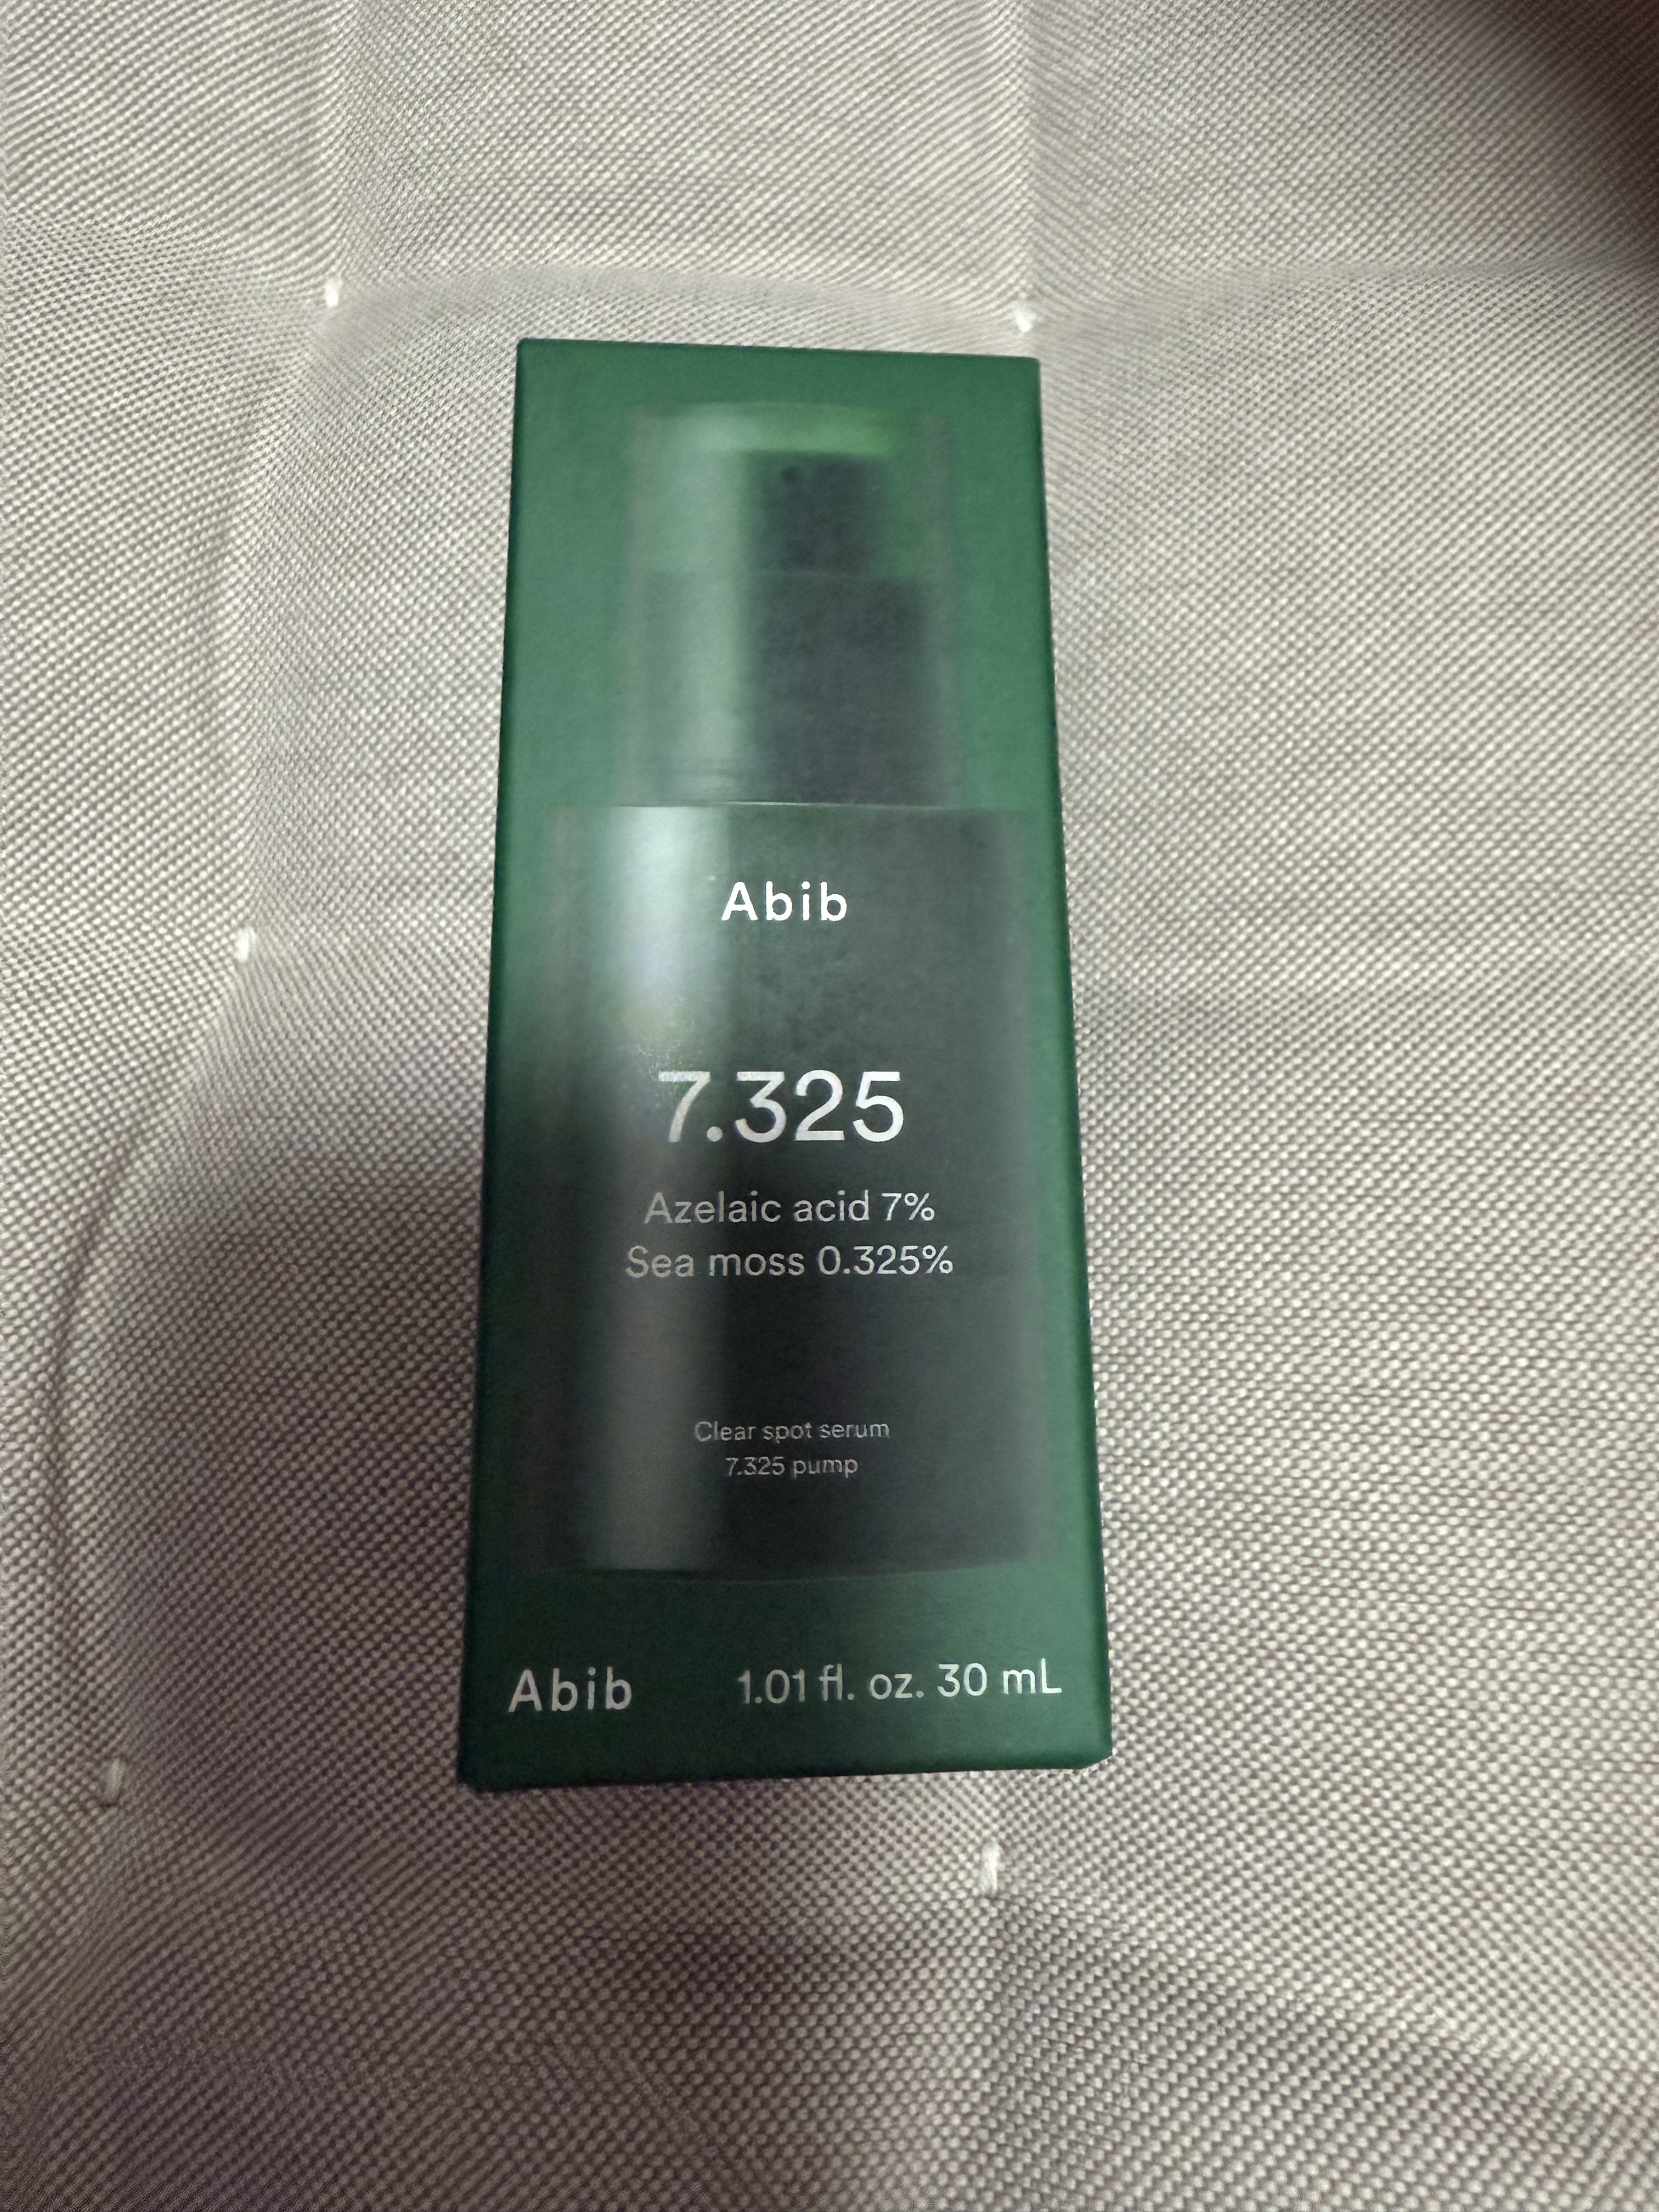 Abib
7.325
Azelaic acid 7%
Sea moss 0.325%
Clear spot serum
7.325 pump
Abib 1.01 fl. oz. 30 mL